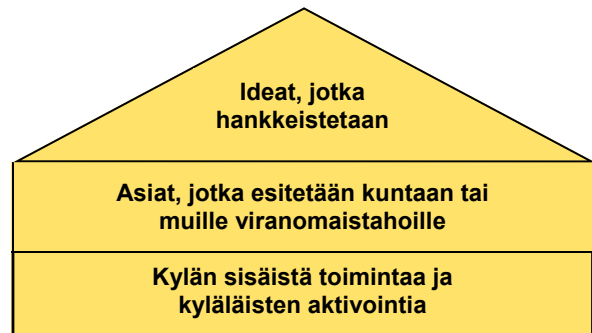 Ideat, jotka
hankkeistetaan
Asiat, jotka esitetään kuntaan tai
muille viranomaistahoille
Kylän sisäistä toimintaa ja
kyläläisten aktivointia